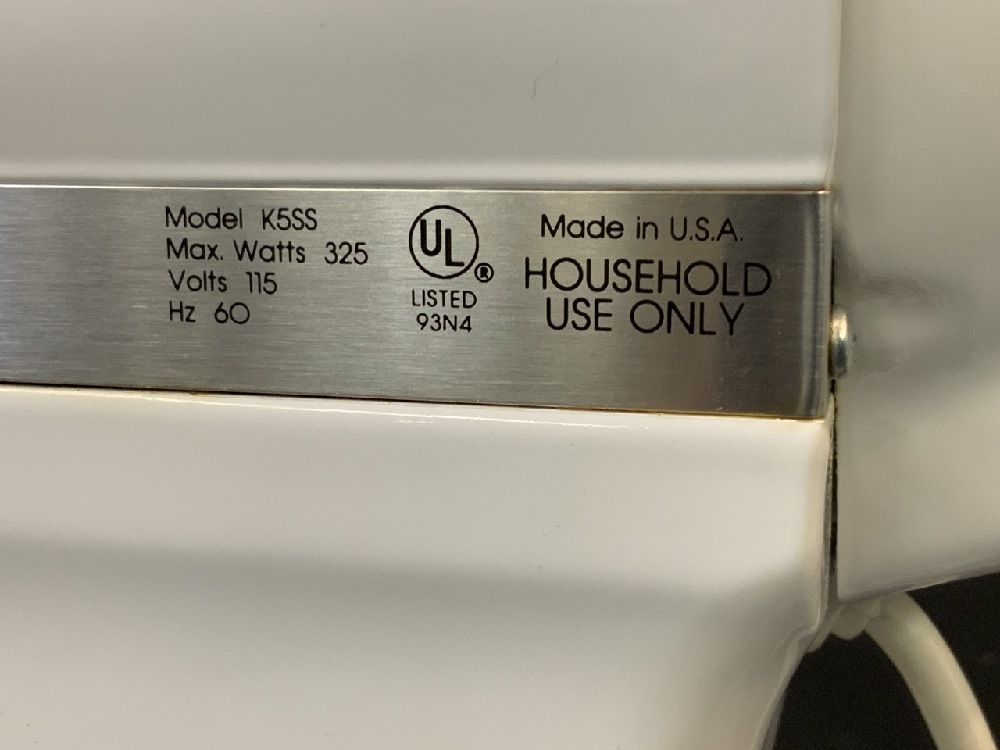 Model K5SS
Max. Watts 325
Volts 115
Hz 60
UL
®
LISTED
93N4
Made in U.S.A.
HOUSEHOLD
USE ONLY